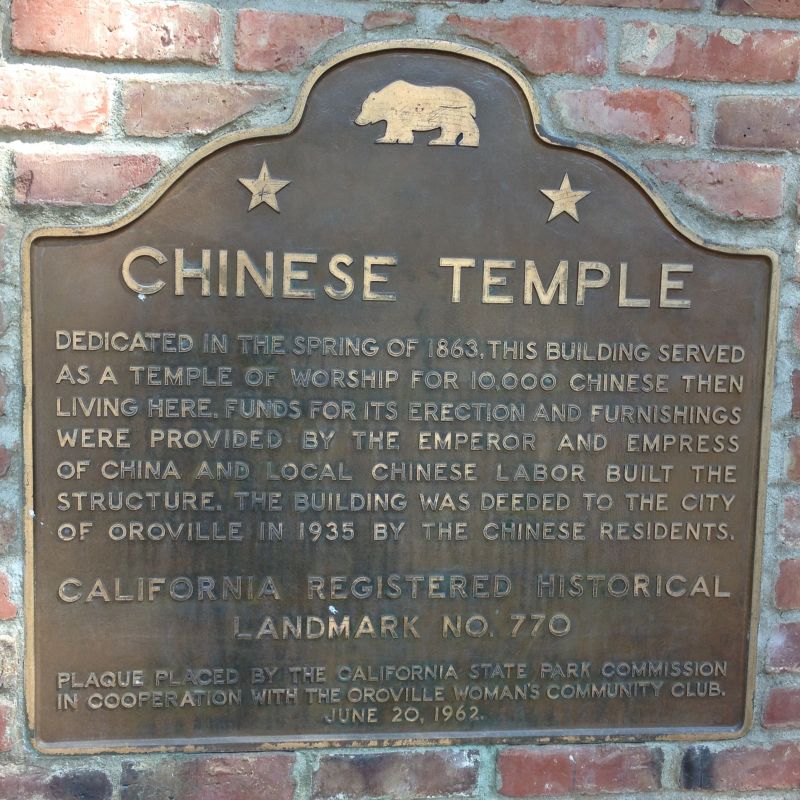 CHINESE TEMPLE
DEDICATED IN THE SPRING OF 1863, THIS BUILDING SERVED
AS A TEMPLE OF WORSHIP FOR 10,000 CHINESE THEN
LIVING HERE. FUNDS FOR ITS ERECTION AND FURNISHINGS
WERE PROVIDED BY THE EMPEROR AND EMPRESS
OF CHINA AND LOCAL CHINESE LABOR BUILT THE
STRUCTURE. THE BUILDING WAS DEEDED TO THE CITY
OF OROVILLE IN 1935 BY THE CHINESE RESIDENTS.
CALIFORNIA REGISTERED HISTORICAL
LANDMARK NO. 770
PLAQUE PLACED BY THE CALIFORNIA STATE PARK COMMISSION
IN COOPERATION WITH THE OROVILLE WOMAN'S COMMUNITY CLUB.
JUNE 20, 1962.